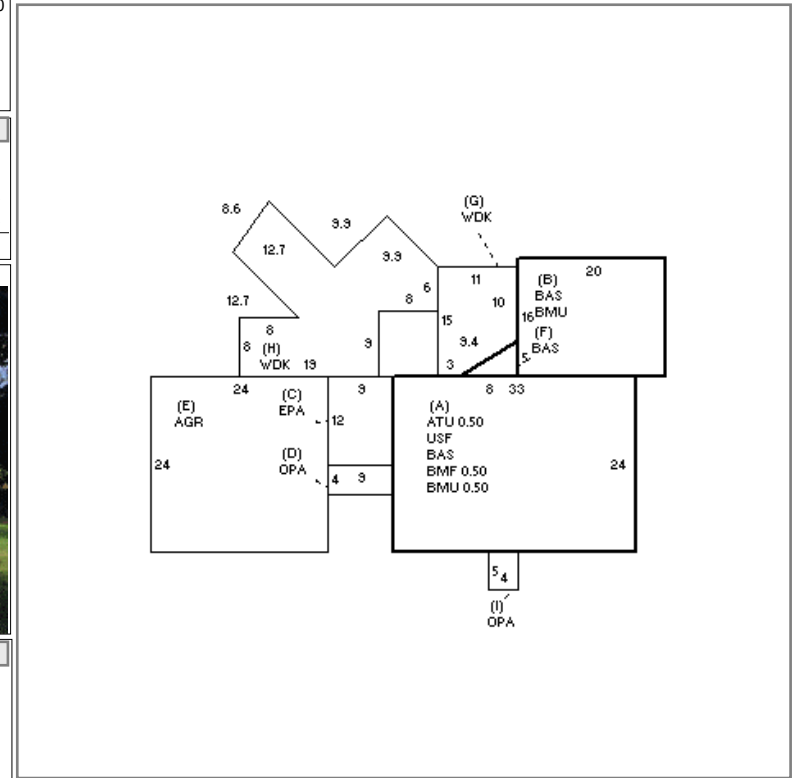 8.6
9.9
(G)
WDK
12.7
9.9
20
11
(B)
BAS
BMU
6
8
12.7
10
15
16
(F)
BAS
8
8
(H)
WDK
19
9
9.4
3
5
24
(C)
EPA
9
8
33
(E)
AGR
12
(A)
ATU 0.50
USF
BAS
BMF 0.50
BMU 0.50
24
(D)
OPA
4
9
24
5
4
(I)
OPA